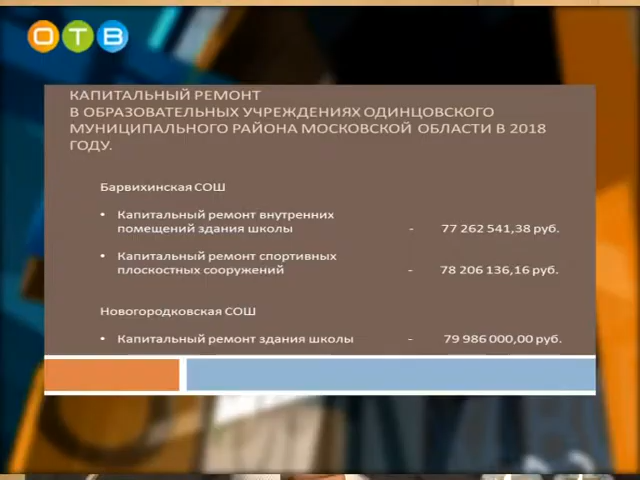 ОТВ
КАПИТАЛЬНЫЙ РЕМОНТ
В ОБРАЗОВАТЕЛЬНЫХ УЧРЕЖДЕНИЯХ ОДИНЦОВСКОГО
МУНИЦИПАЛЬНОГО РАЙОНА МОСКОВСКОЙ ОБЛАСТИ В 2018
ГОДУ.
Барвихинская СОШ
• Капитальный ремонт внутренних
помещений здания школы - 77 262 541,38 руб.
• Капитальный ремонт спортивных
плоскостных сооружений - 78 206 136,16 руб.
Новогородковская СОШ
• Капитальный ремонт здания школы - 79 986 000,00 руб.